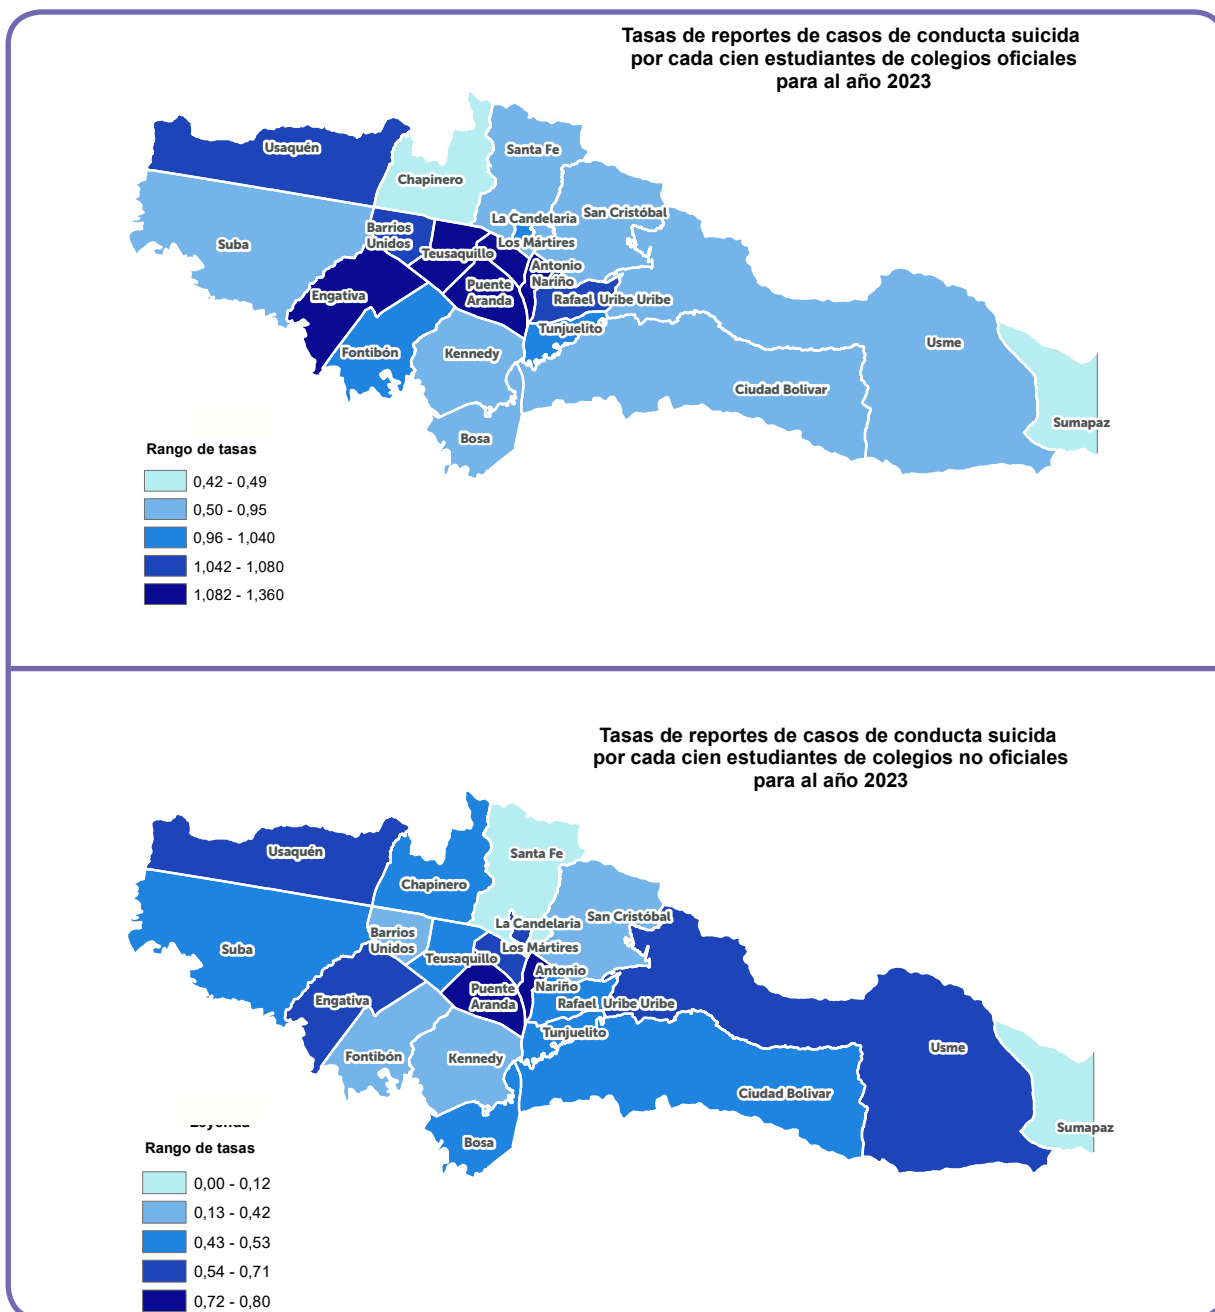 Tasas de reportes de casos de conducta suicida
por cada cien estudiantes de colegios oficiales
para al año 2023
Usaquén
Santa Fe
Chapinero
La Candelaria
San Cristóbal
Suba
Barrios
Unidos
Los Mártires
Teusaquillo
Antonio
Nariño
Engativa
Puente
Aranda
Rafael Uribe Uribe
Tunjuelito
Fontibón
Kennedy
Usme
Ciudad Bolivar
Sumapaz
Bosa
Rango de tasas
0,42 - 0,49
0,50 - 0,95
0,96 - 1,040
1,042 - 1,080
1,082 - 1,360
Tasas de reportes de casos de conducta suicida
por cada cien estudiantes de colegios no oficiales
para al año 2023
Usaquén
Santa Fe
Chapinero
La Candelaria
San Cristóbal
Suba
Barrios
Unidos
Los Mártires
Teusaquillo
Antonio
Nariño
Engativa
Puente
Aranda
Rafael Uribe Uribe
Tunjuelito
Fontibón
Kennedy
Usme
Ciudad Bolivar
Sumapaz
Bosa
Rango de tasas
0,00 - 0,12
0,13 - 0,42
0,43 - 0,53
0,54 - 0,71
0,72 - 0,80